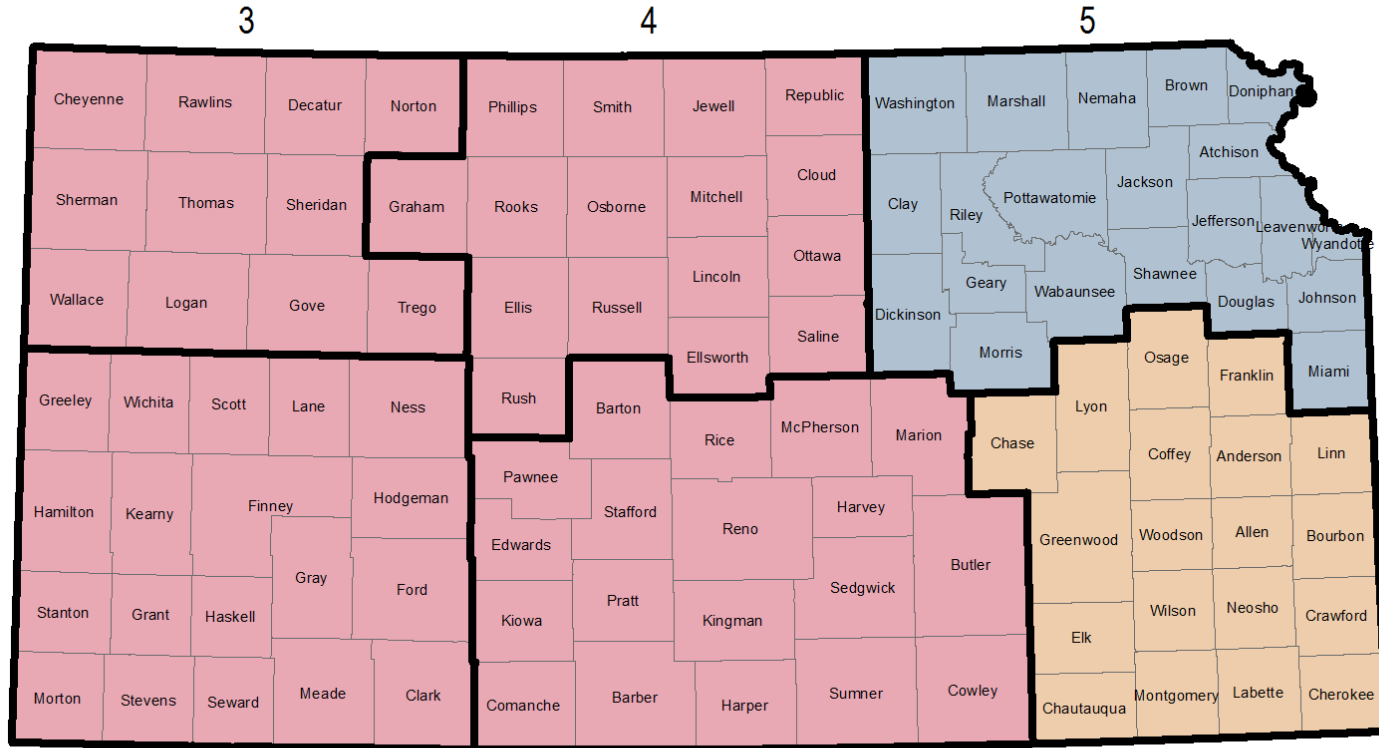 3 4 5
Cheyenne Rawlins Decatur Norton Phillips Smith Jewell Republic Washington Marshall Nemaha Brown Doniphan
Atchison
Sherman Thomas Sheridan Graham Rooks Osborne Mitchell Cloud Clay Riley Pottawatomie Jackson Jefferson Leavenworth Wyandotte
Wallace Logan Gove Trego Ellis Russell Lincoln Ottawa Dickinson Geary Wabaunsee Shawnee Douglas Johnson
Ellsworth Saline Morris Miami
Greeley Wichita Scott Lane Ness Rush Barton Rice McPherson Marion Chase Lyon Osage Franklin
Hamilton Kearny Finney Hodgeman Pawnee Stafford Reno Harvey Coffey Anderson Linn
Edwards Butler Greenwood Woodson Allen Bourbon
Stanton Grant Haskell Gray Ford Kiowa Pratt Kingman Sedgwick Elk Wilson Neosho Crawford
Morton Stevens Seward Meade Clark Comanche Barber Harper Sumner Cowley Chautauqua Montgomery Labette Cherokee